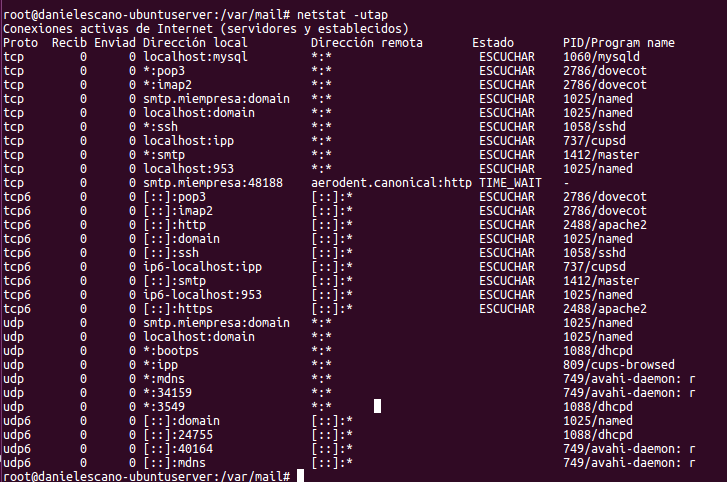 root@danielescano-ubuntuserver:/var/mail# netstat -utap
Conexiones activas de Internet (servidores y establecidos)
Proto  Recib Enviad Dirección local         Dirección remota       Estado       PID/Program name
tcp        0      0 localhost:mysql         *:*                     ESCUCHAR    1060/mysqld
tcp        0      0 *:pop3                  *:*                     ESCUCHAR    2786/dovecot
tcp        0      0 *:imap2                 *:*                     ESCUCHAR    2786/dovecot
tcp        0      0 smtp.miempresa:domain   *:*                     ESCUCHAR    1025/named
tcp        0      0 localhost:domain        *:*                     ESCUCHAR    1025/named
tcp        0      0 *:ssh                   *:*                     ESCUCHAR    1058/sshd
tcp        0      0 localhost:ipp           *:*                     ESCUCHAR    737/cupsd
tcp        0      0 *:smtp                  *:*                     ESCUCHAR    1412/master
tcp        0      0 localhost:953           *:*                     ESCUCHAR    1025/named
tcp        0      0 smtp.miempresa:48188    aerodent.canonical:http TIME_WAIT   -
tcp6       0      0 [::]:pop3               [::]:*                  ESCUCHAR    2786/dovecot
tcp6       0      0 [::]:imap2              [::]:*                  ESCUCHAR    2786/dovecot
tcp6       0      0 [::]:http               [::]:*                  ESCUCHAR    2488/apache2
tcp6       0      0 [::]:domain             [::]:*                  ESCUCHAR    1025/named
tcp6       0      0 [::]:ssh                [::]:*                  ESCUCHAR    1058/sshd
tcp6       0      0 ip6-localhost:ipp       [::]:*                  ESCUCHAR    737/cupsd
tcp6       0      0 [::]:smtp               [::]:*                  ESCUCHAR    1412/master
tcp6       0      0 ip6-localhost:953       [::]:*                  ESCUCHAR    1025/named
tcp6       0      0 [::]:https              [::]:*                  ESCUCHAR    2488/apache2
udp        0      0 smtp.miempresa:domain   *:*                                 1025/named
udp        0      0 localhost:domain        *:*                                 1025/named
udp        0      0 *:bootps                *:*                                 1088/dhcpd
udp        0      0 *:ipp                   *:*                                 809/cups-browsed
udp        0      0 *:mdns                  *:*                                 749/avahi-daemon: r
udp        0      0 *:34159                 *:*                                 749/avahi-daemon: r
udp        0      0 *:3549                  *:*                                 1088/dhcpd
udp6       0      0 [::]:domain             [::]:*                              1025/named
udp6       0      0 [::]:24755              [::]:*                              1088/dhcpd
udp6       0      0 [::]:40164              [::]:*                              749/avahi-daemon: r
udp6       0      0 [::]:mdns               [::]:*                              749/avahi-daemon: r
root@danielescano-ubuntuserver:/var/mail#